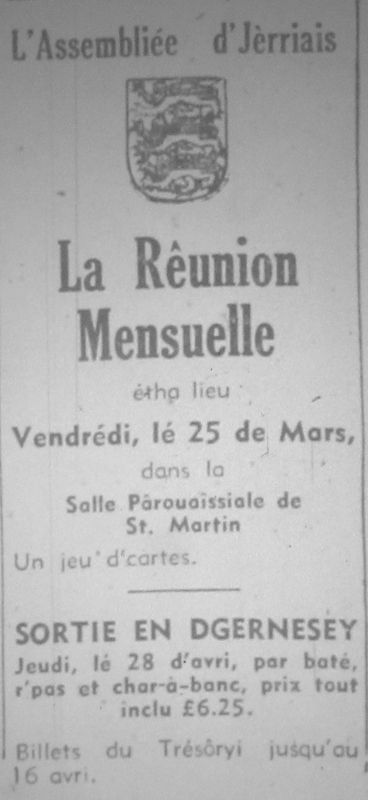 L'Assembliée d'Jèrriais
La Rêunion
Mensuelle
étha lieu
Vendrédi, lé 25 de Mars,
dans la
Salle Pârouaîssiale de
St. Martin
Un jeu d'cartes.
SORTIE EN DGERNESEY
Jeudi, lé 28 d'avri, par baté,
r'pas et char-à-banc, prix tout
inclu £6.25.
Billets du Trésôryi jusqu'au
16 avri.